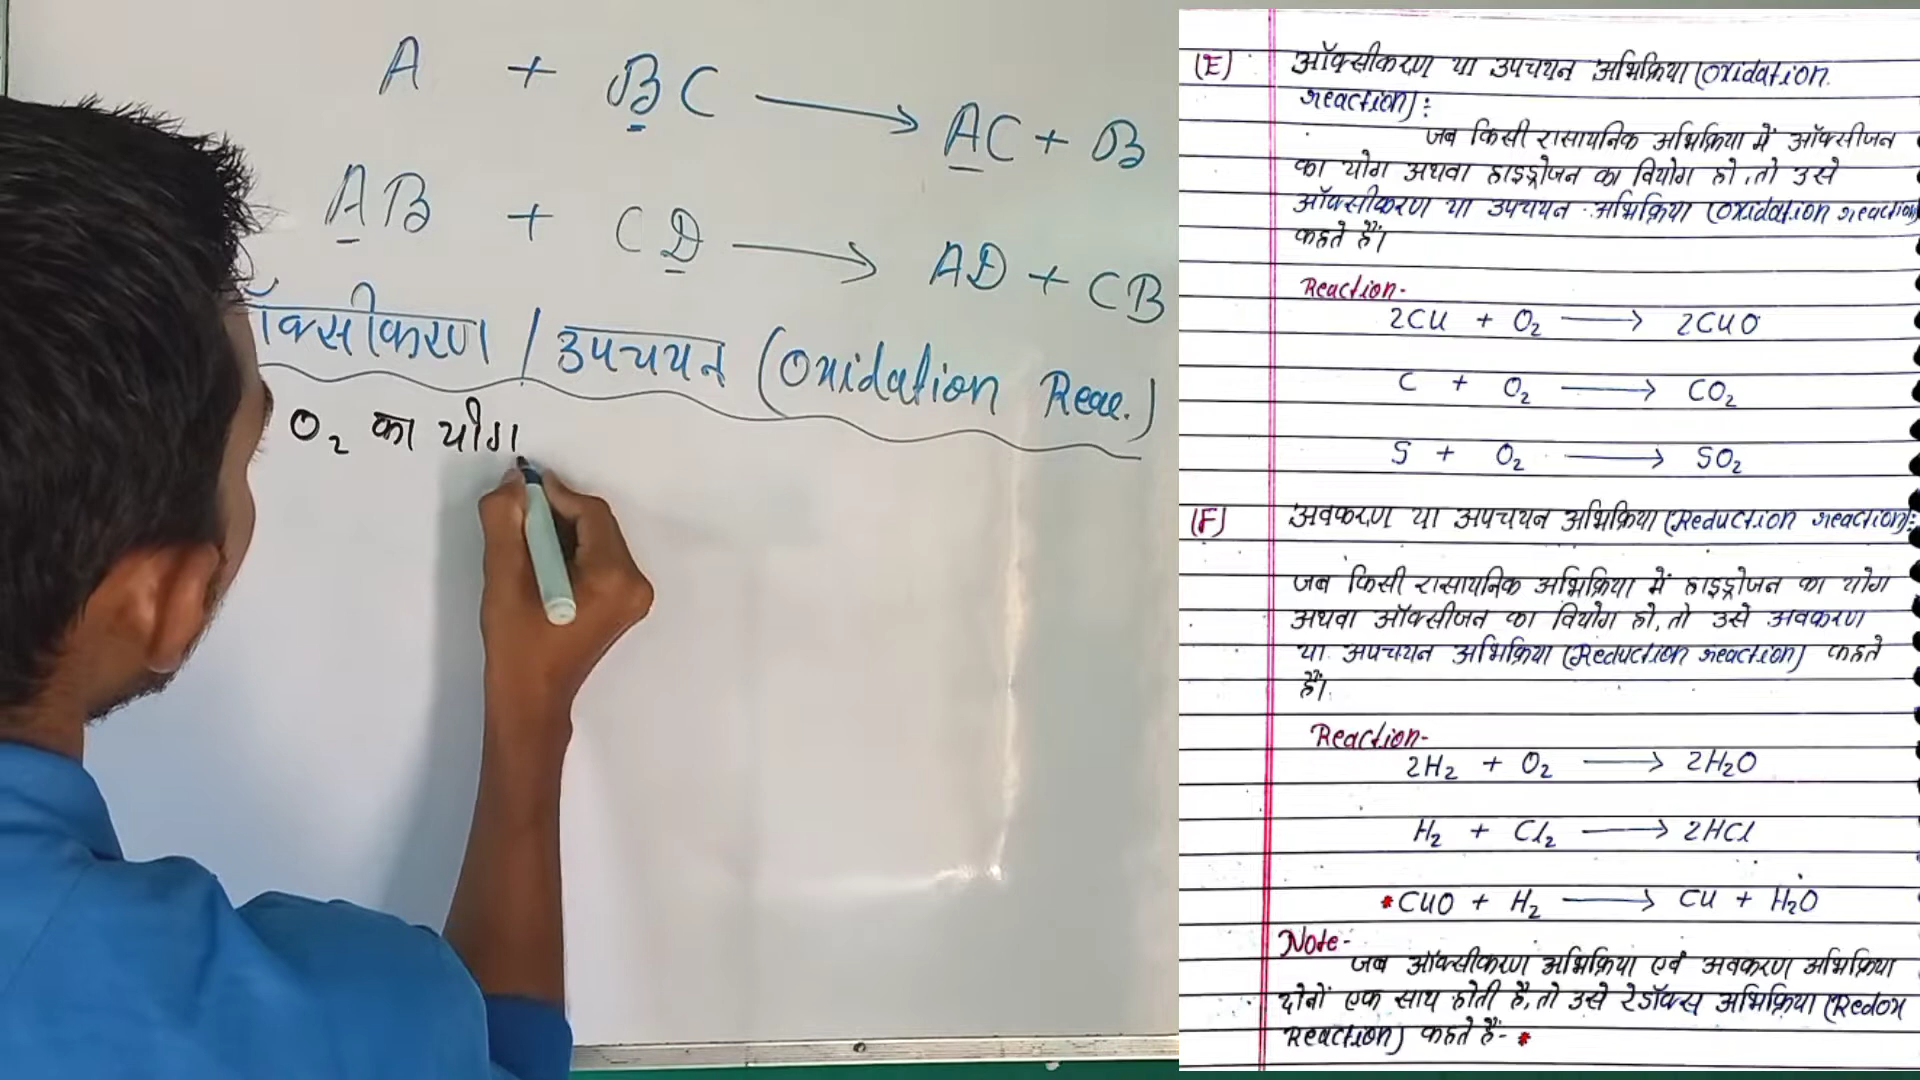 A + BC ⟶ AC + B
AB + CD ⟶ AD + CB
ऑक्सीकरण / उपचयन (Oxidation Reac.)
O₂ का योग
(E) ऑक्सीकरण या उपचयन अभिक्रिया (Oxidation
reaction) :
जब किसी रासायनिक अभिक्रिया में ऑक्सीजन
का योग अथवा हाइड्रोजन का वियोग हो, तो उसे
ऑक्सीकरण या उपचयन अभिक्रिया (Oxidation reaction)
कहते हैं।
Reaction-
2CU + O₂ ⟶ 2CUO
C + O₂ ⟶ CO₂
S + O₂ ⟶ SO₂
(F) अवकरण या अपचयन अभिक्रिया (Reduction reaction) :
जब किसी रासायनिक अभिक्रिया में हाइड्रोजन का योग
अथवा ऑक्सीजन का वियोग हो, तो उसे अवकरण
या अपचयन अभिक्रिया (Reduction reaction) कहते
हैं।
Reaction-
2H₂ + O₂ ⟶ 2H₂O
H₂ + Cl₂ ⟶ 2HCl
*CUO + H₂ ⟶ CU + H₂O
Note-
जब ऑक्सीकरण अभिक्रिया एवं अवकरण अभिक्रिया
दोनों एक साथ होती है, तो उसे रेडॉक्स अभिक्रिया (Redox
Reaction) कहते हैं- *